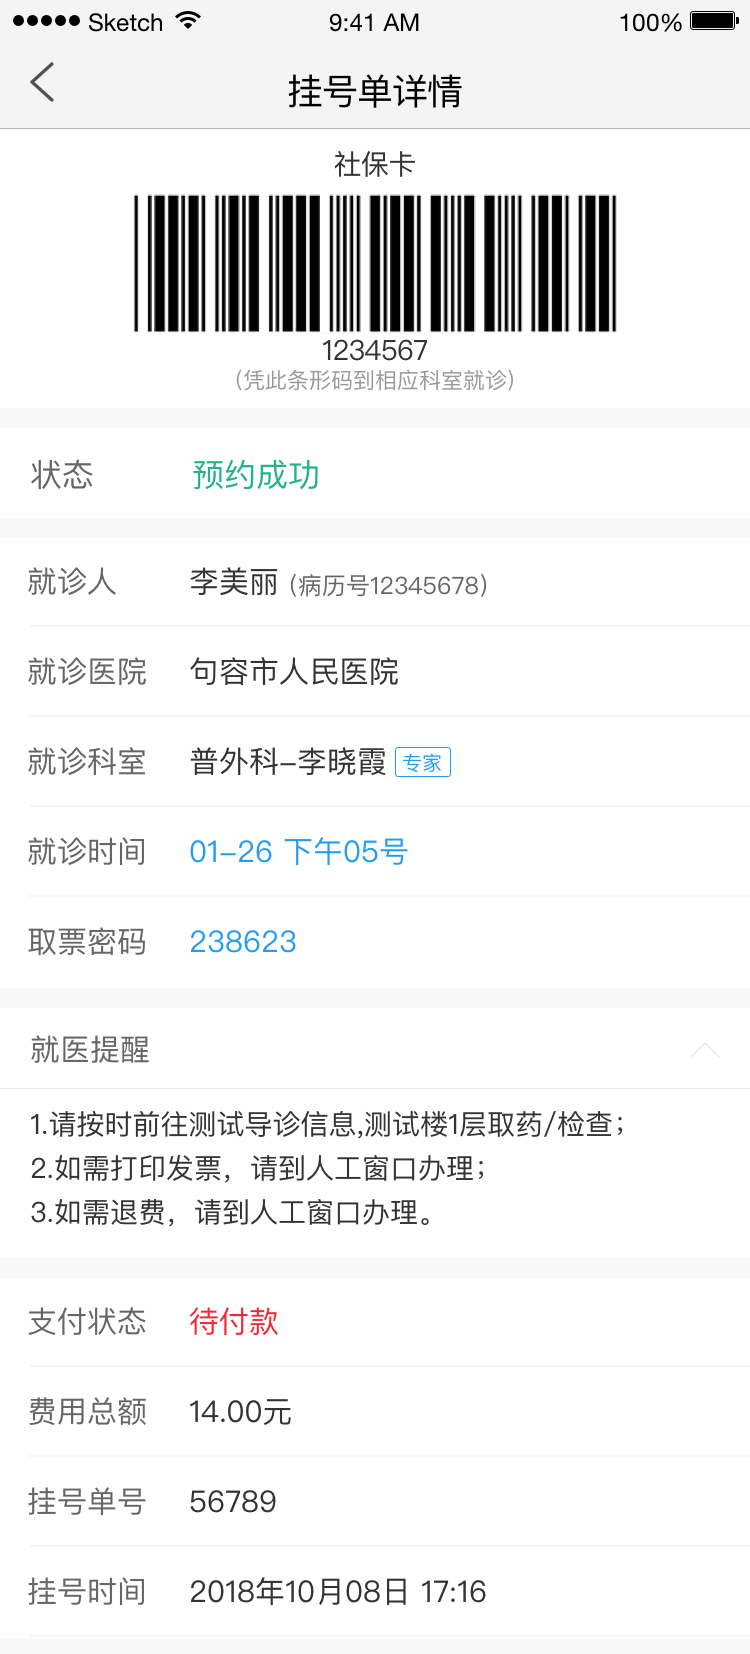 Sketch 9:41 AM 100%
挂号单详情
社保卡
1234567
(凭此条形码到相应科室就诊)
状态 预约成功
就诊人 李美丽 (病历号12345678)
就诊医院 句容市人民医院
就诊科室 普外科-李晓霞 专家
就诊时间 01-26 下午05号
取票密码 238623
就医提醒
1.请按时前往测试导诊信息,测试楼1层取药/检查;
2.如需打印发票，请到人工窗口办理;
3.如需退费，请到人工窗口办理。
支付状态 待付款
费用总额 14.00元
挂号单号 56789
挂号时间 2018年10月08日 17:16